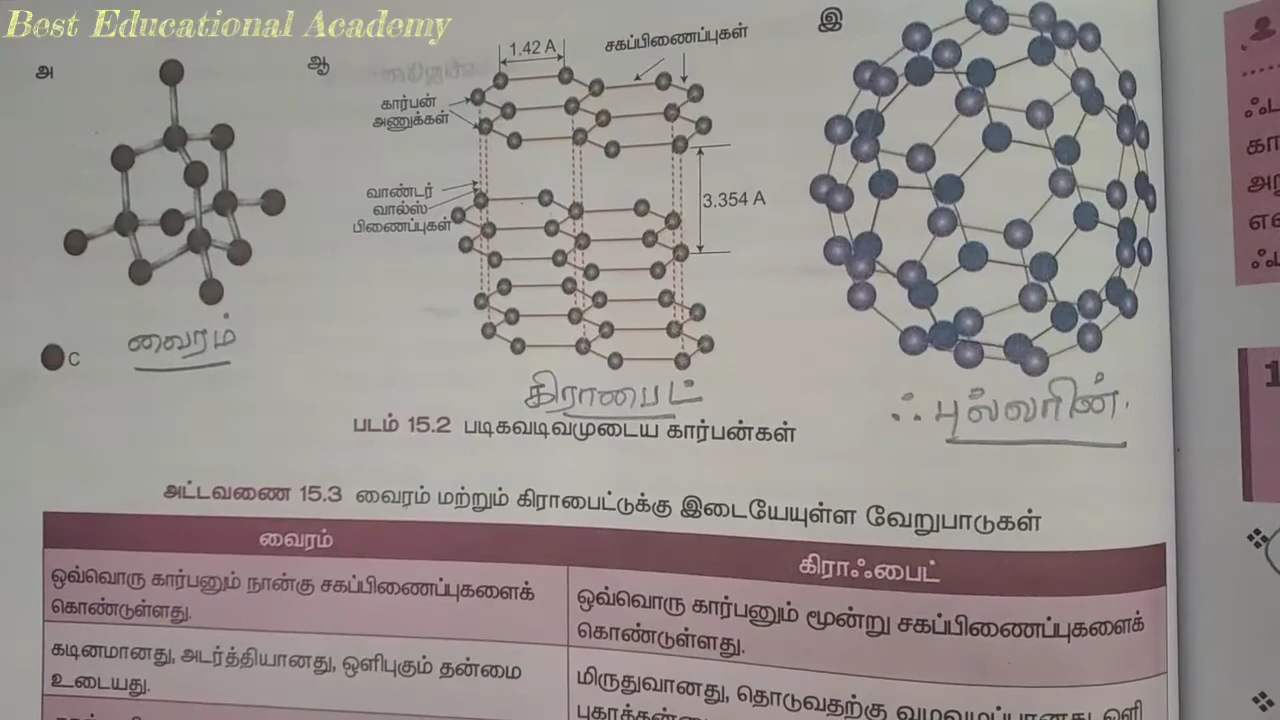 Best Educational Academy
அ
ஆ
இ
1.42 A
சகப்பிணைப்புகள்
கார்பன்
அணுக்கள்
வாண்டர்
வால்ஸ்
பிணைப்புகள்
3.354 A
C
வைரம்
கிராபைட்
ஃபுல்லரின்.
படம் 15.2 படிகவடிவமுடைய கார்பன்கள்
அட்டவணை 15.3 வைரம் மற்றும் கிராபைட்டுக்கு இடையேயுள்ள வேறுபாடுகள்
வைரம்
கிராஃபைட்
ஒவ்வொரு கார்பனும் நான்கு சகப்பிணைப்புகளைக்
கொண்டுள்ளது.
ஒவ்வொரு கார்பனும் மூன்று சகப்பிணைப்புகளைக்
கொண்டுள்ளது.
கடினமானது, அடர்த்தியானது, ஒளிபுகும் தன்மை
உடையது.
மிருதுவானது, தொடுவதற்கு வழவழப்பானது, ஒளி